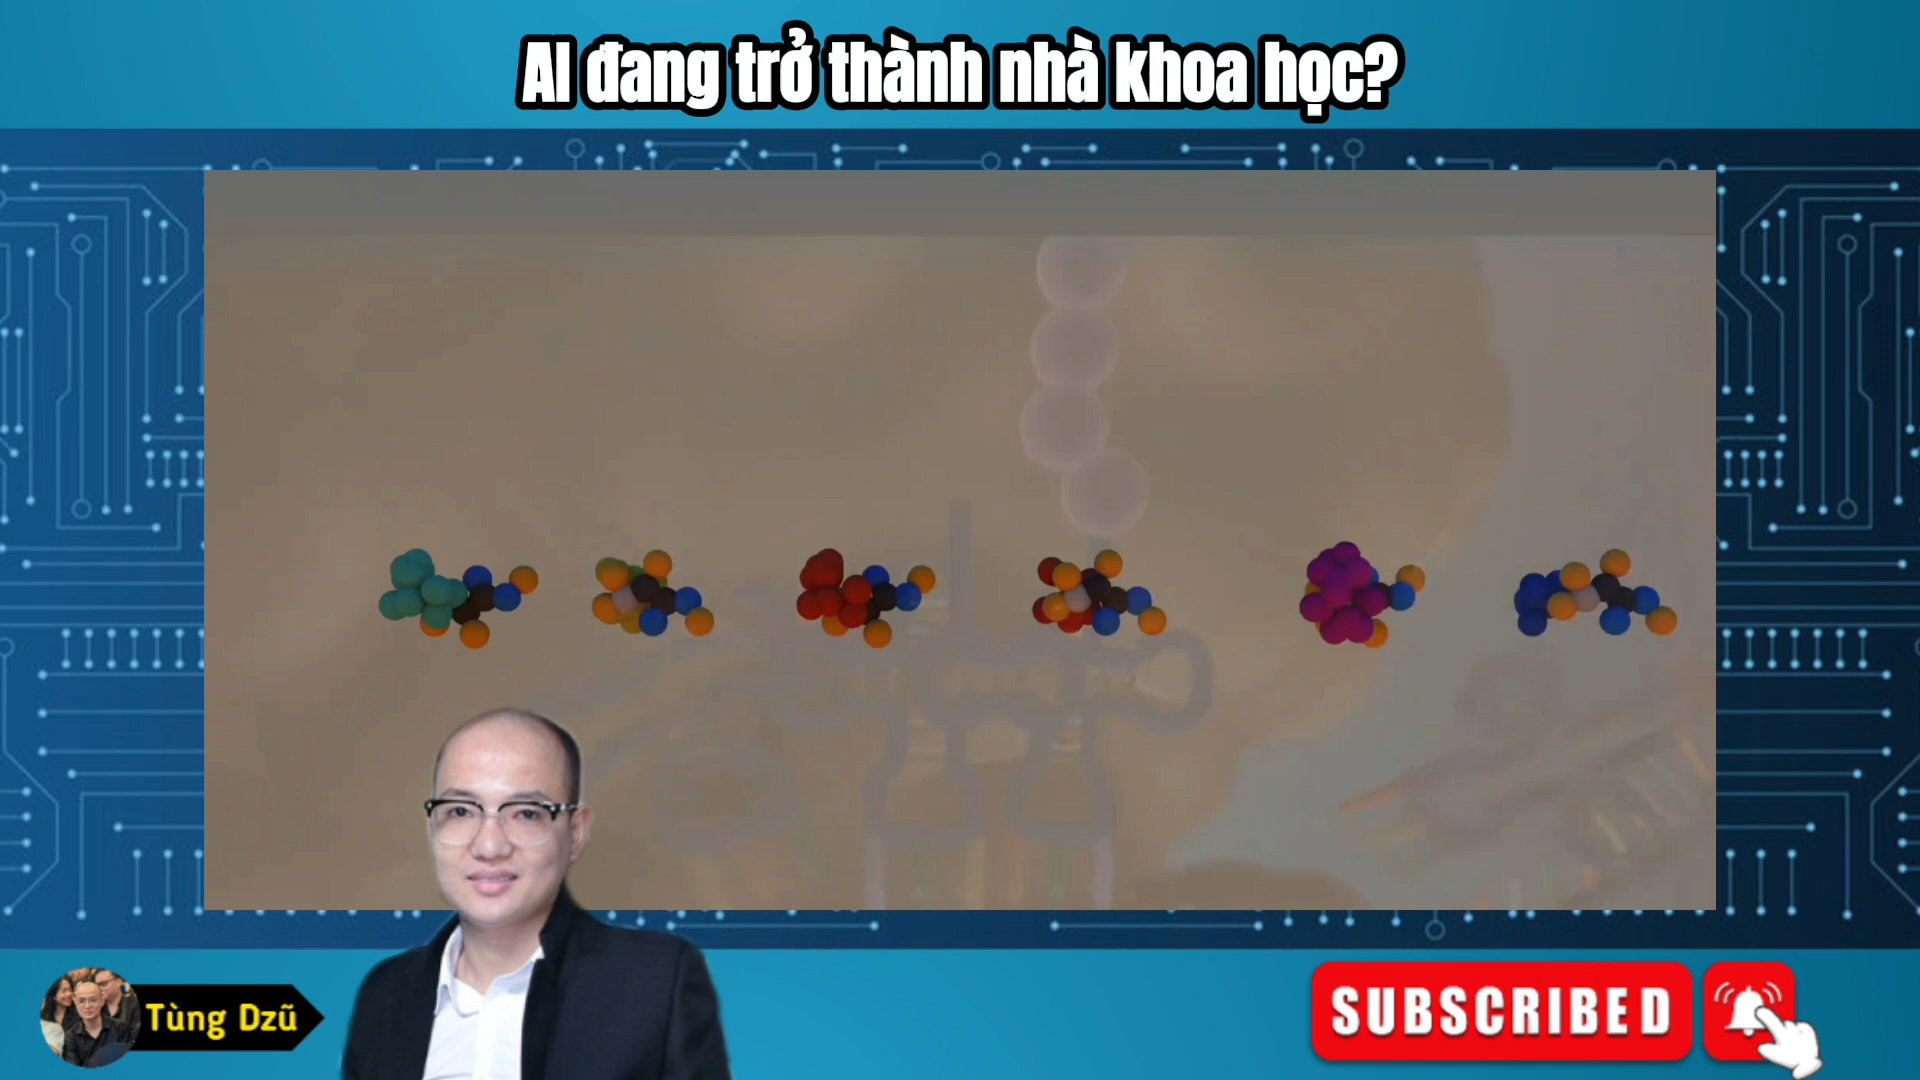 AI đang trở thành nhà khoa học?
Tùng Dzũ
SUBSCRIBED